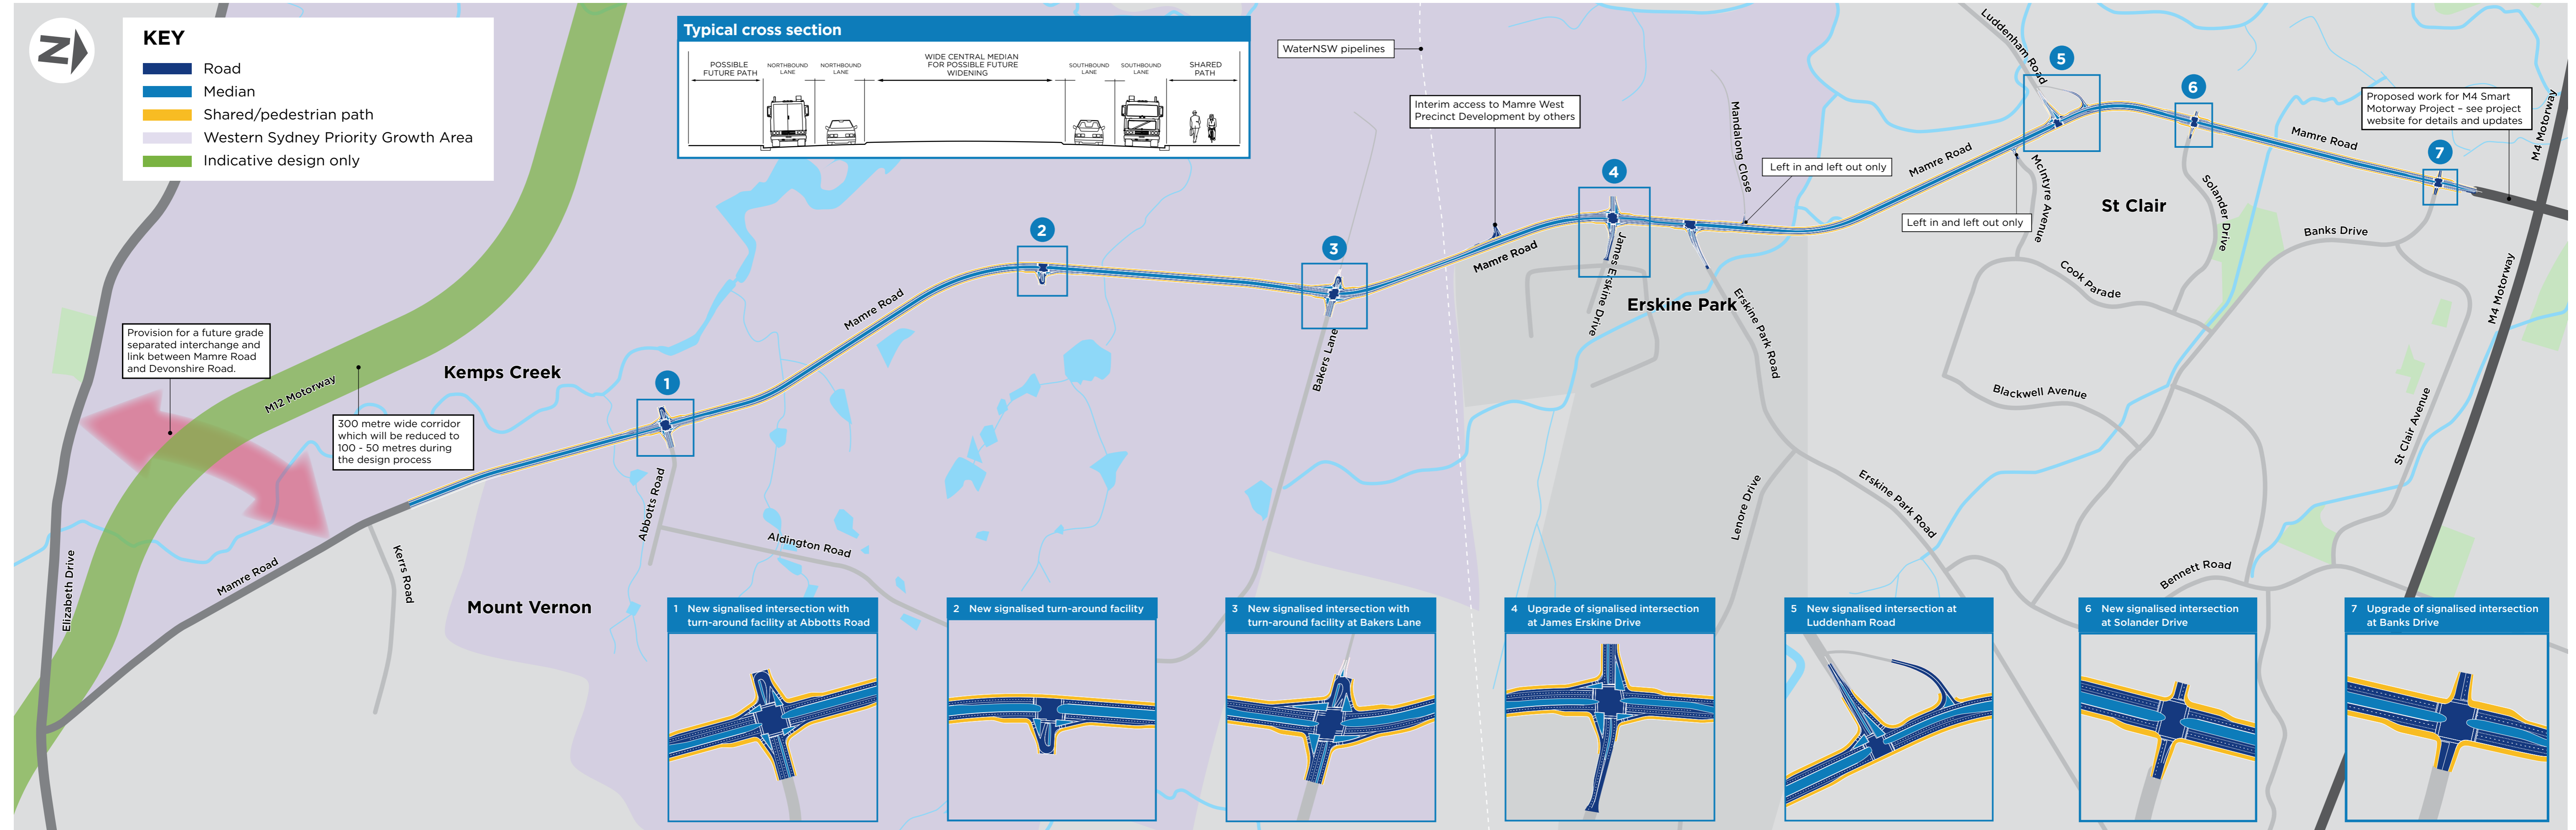 Z
KEY
Road
Median
Shared/pedestrian path
Western Sydney Priority Growth Area
Indicative design only
Typical cross section
POSSIBLE
FUTURE PATH
NORTHBOUND
LANE
NORTHBOUND
LANE
WIDE CENTRAL MEDIAN
FOR POSSIBLE FUTURE
WIDENING
SOUTHBOUND
LANE
SOUTHBOUND
LANE
SHARED
PATH
WaterNSW pipelines
Interim access to Mamre West
Precinct Development by others
Mandalong Close
Left in and left out only
Luddenham Road
5
6
Proposed work for M4 Smart
Motorway Project – see project
website for details and updates
M4 Motorway
Mamre Road
7
Mamre Road
McIntyre Avenue
Left in and left out only
St Clair
Solander Drive
Banks Drive
Cook Parade
M4 Motorway
Blackwell Avenue
St Clair Avenue
4
James Erskine Drive
Erskine Park
Erskine Park Road
Mamre Road
3
Bakers Lane
2
Mamre Road
Provision for a future grade
separated interchange and
link between Mamre Road
and Devonshire Road.
M12 Motorway
Kemps Creek
1
300 metre wide corridor
which will be reduced to
100 - 50 metres during
the design process
Abbotts Road
Aldington Road
Lenore Drive
Erskine Park Road
Bennett Road
Elizabeth Drive
Mamre Road
Kerrs Road
Mount Vernon
1 New signalised intersection with
turn-around facility at Abbotts Road
2 New signalised turn-around facility
3 New signalised intersection with
turn-around facility at Bakers Lane
4 Upgrade of signalised intersection
at James Erskine Drive
5 New signalised intersection at
Luddenham Road
6 New signalised intersection
at Solander Drive
7 Upgrade of signalised intersection
at Banks Drive